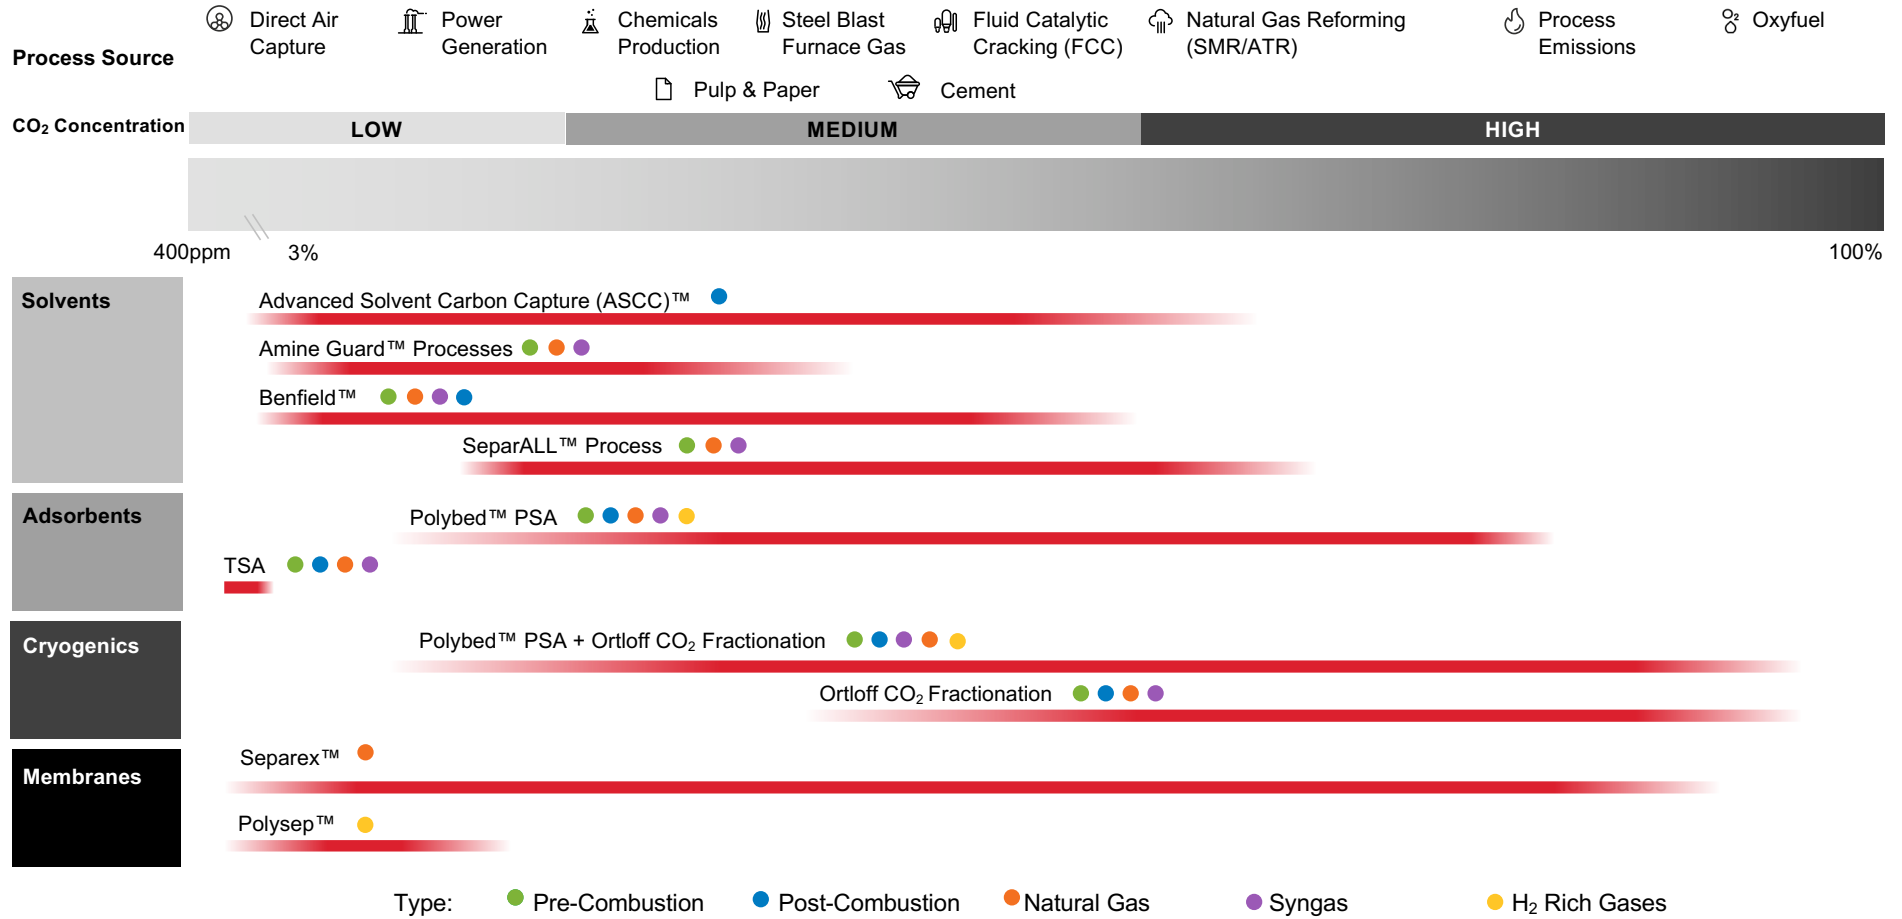 Process Source
Direct Air
Capture
Power
Generation
Chemicals
Production
Steel Blast
Furnace Gas
Fluid Catalytic
Cracking (FCC)
Natural Gas Reforming
(SMR/ATR)
Process
Emissions
O2
Oxyfuel
Pulp & Paper
Cement
CO₂ Concentration
LOW
MEDIUM
HIGH
400ppm
3%
100%
Solvents
Advanced Solvent Carbon Capture (ASCC)™
Amine Guard™ Processes
Benfield™
SeparALL™ Process
Adsorbents
Polybed™ PSA
TSA
Cryogenics
Polybed™ PSA + Ortloff CO₂ Fractionation
Ortloff CO₂ Fractionation
Membranes
Separex™
Polysep™
Type: Pre-Combustion Post-Combustion Natural Gas Syngas H₂ Rich Gases